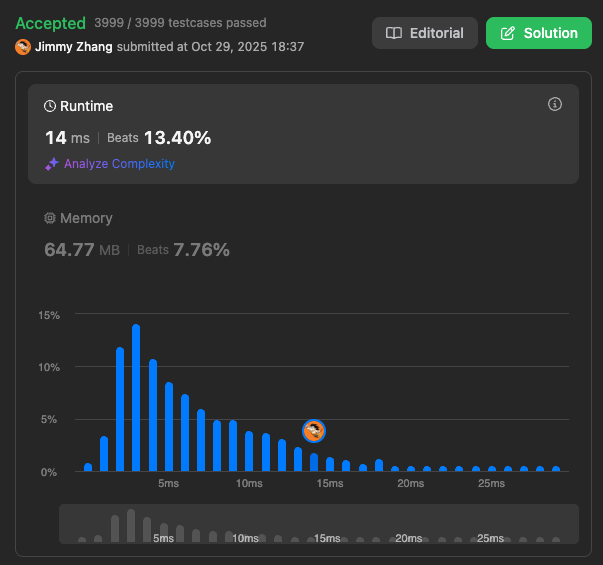 Accepted 3999 / 3999 testcases passed
Jimmy Zhang submitted at Oct 29, 2025 18:37
Editorial
Solution
Runtime
14 ms | Beats 13.40%
Analyze Complexity
Memory
64.77 MB | Beats 7.76%
15%
10%
5%
0%
5ms 10ms 15ms 20ms 25ms
5ms 10ms 15ms 20ms 25ms